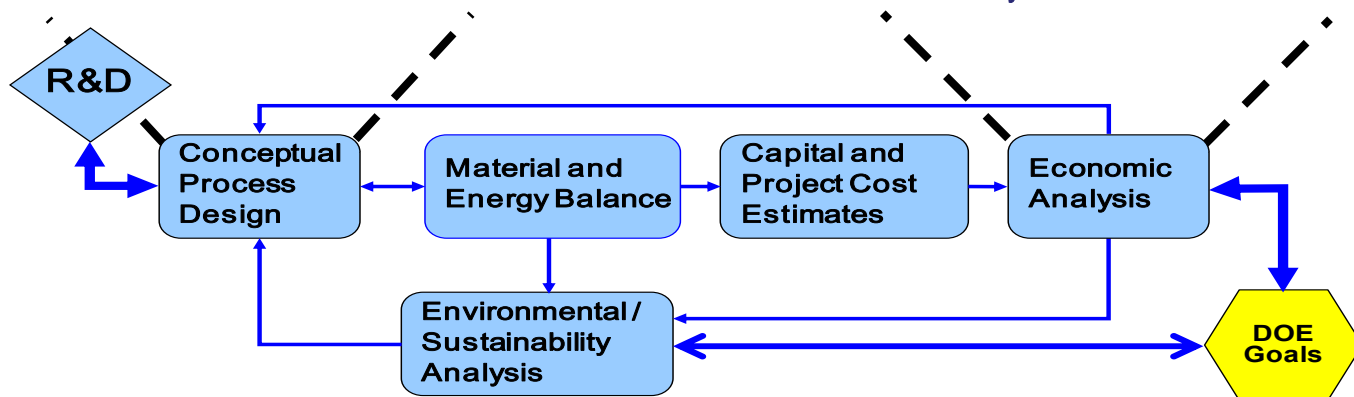 R&D
Conceptual
Process
Design
Material and
Energy Balance
Capital and
Project Cost
Estimates
Economic
Analysis
Environmental /
Sustainability
Analysis
DOE
Goals